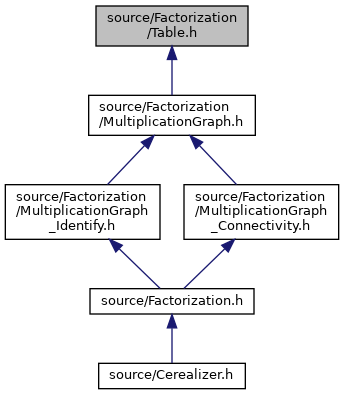 source/Factorization
/Table.h
source/Factorization
/MultiplicationGraph.h
source/Factorization
/MultiplicationGraph
_Identify.h
source/Factorization
/MultiplicationGraph
_Connectivity.h
source/Factorization.h
source/Cerealizer.h